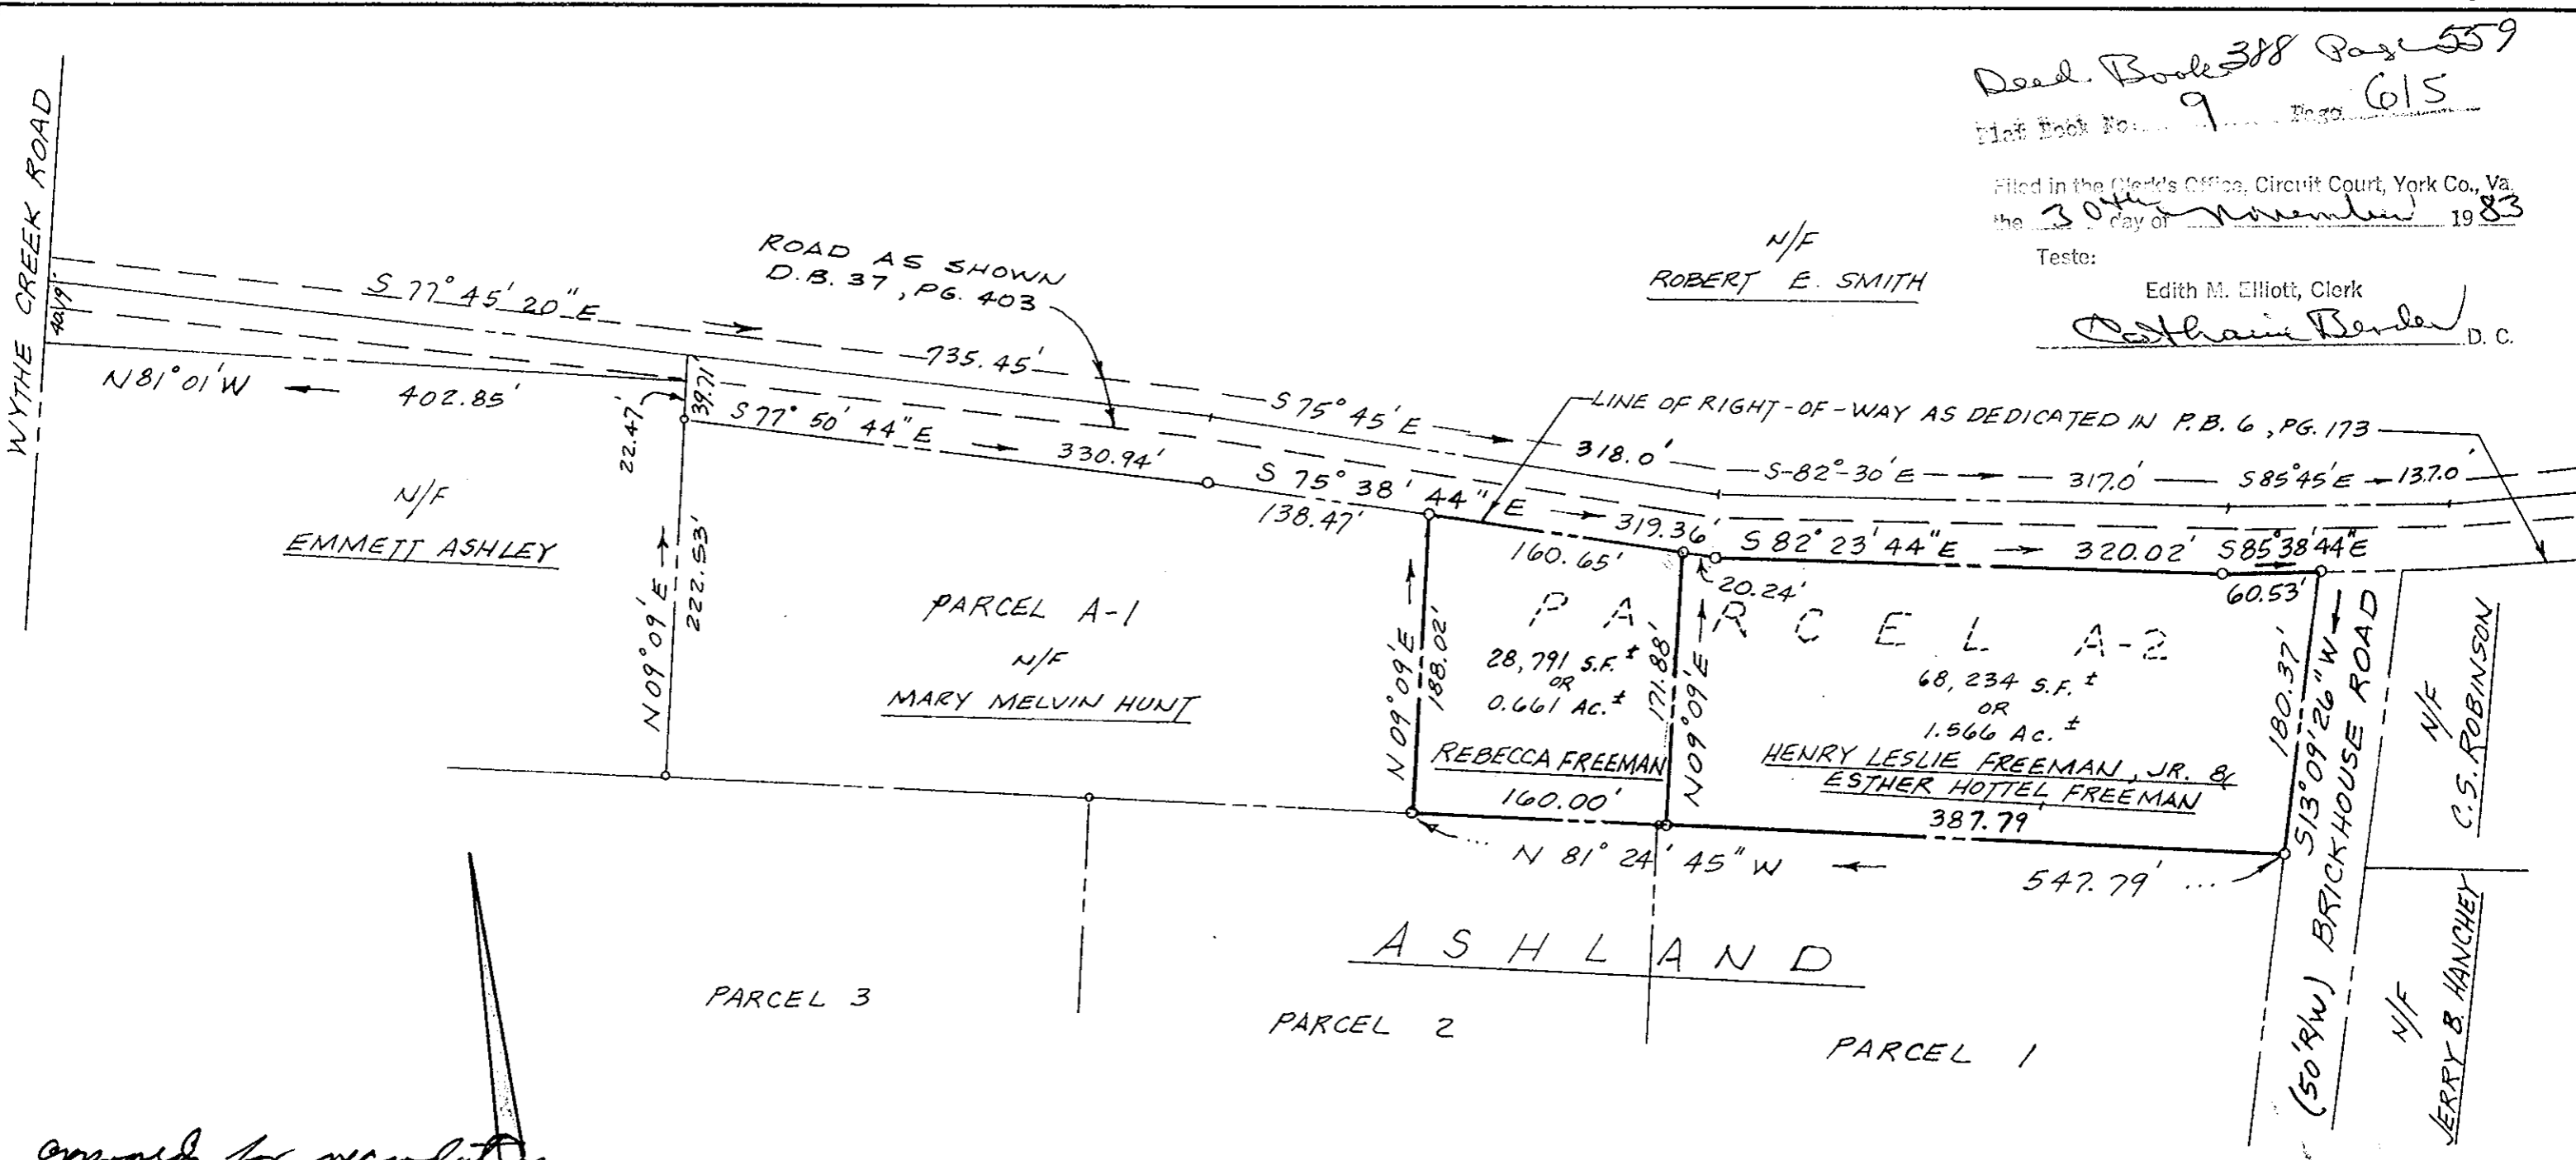 Deed Book 388 Page 559
Plat Book No. 9 Page 615
Filed in the Clerk's Office, Circuit Court, York Co., Va.
the 30th day of November 1983
Teste:
Edith M. Elliott, Clerk
D. C.
WYTHE CREEK ROAD
40.19'
S 77° 45' 20" E
735.45'
ROAD AS SHOWN
D.B. 37, PG. 403
N/F
ROBERT E. SMITH
N 81° 01' W
402.85'
22.47'
39.71'
S 77° 50' 44" E
330.94'
S 75° 45' E
318.0'
LINE OF RIGHT-OF-WAY AS DEDICATED IN P.B. 6, PG. 173
S-82°-30' E
317.0'
S 85° 45' E
137.0'
S 75° 38' 44" E
319.36'
138.47'
160.65'
20.24'
S 82° 23' 44" E
320.02'
S 85° 38' 44" E
60.53'
N/F
EMMETT ASHLEY
N 09° 09' E
222.53'
PARCEL A-1
N/F
MARY MELVIN HUNT
N 09° 09' E
188.02'
PARCEL A-2
28,791 S.F. ±
OR
0.661 AC. ±
REBECCA FREEMAN
160.00'
N 09° 09' E
171.88'
68,234 S.F. ±
OR
1.566 AC. ±
HENRY LESLIE FREEMAN, JR. &
ESTHER HOTTEL FREEMAN
387.79'
180.37'
S 13° 09' 26" W
(50' R/W) BRICKHOUSE ROAD
N/F
C.S. ROBINSON
N/F
JERRY B. HANCHEY
N 81° 24' 45" W
547.79'
ASHLAND
PARCEL 3
PARCEL 2
PARCEL 1
for